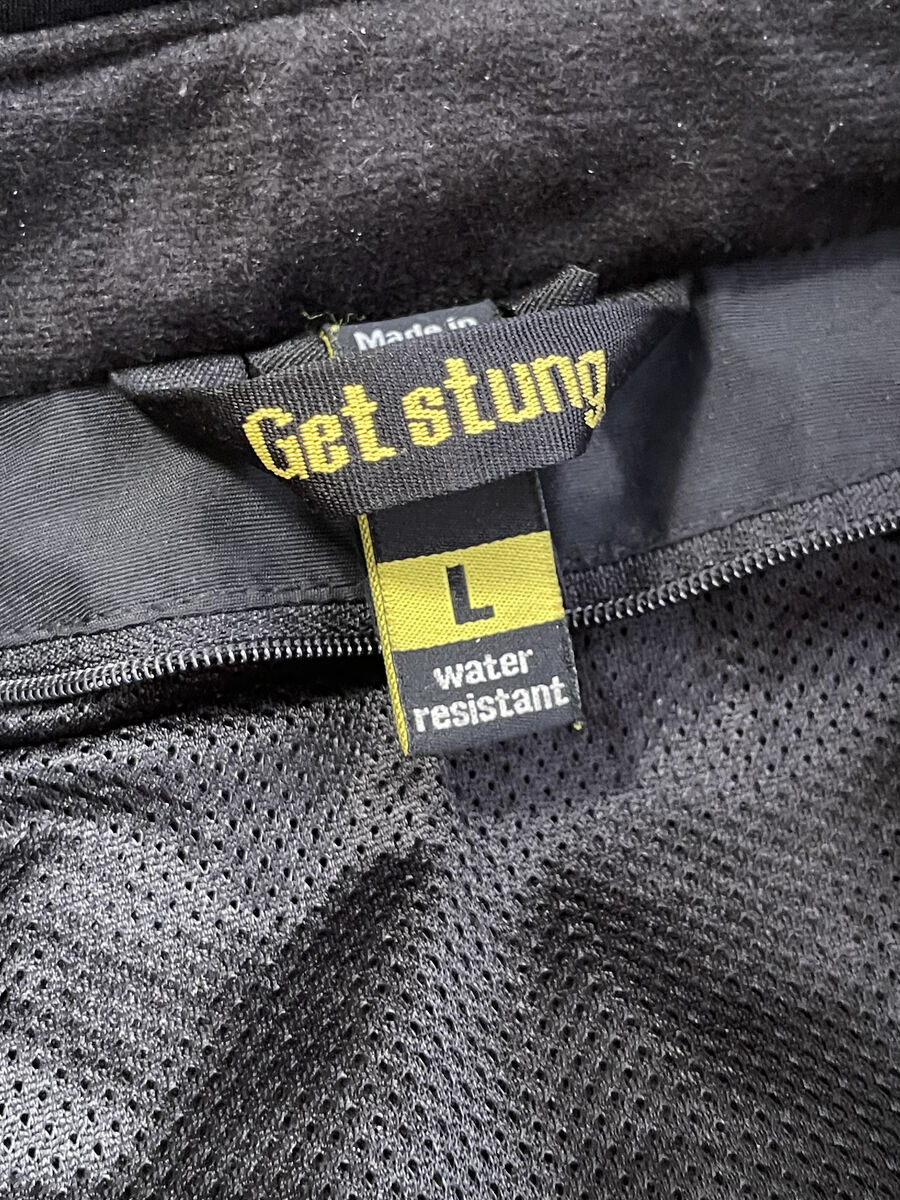 Made in
Get stung
L
water
resistant